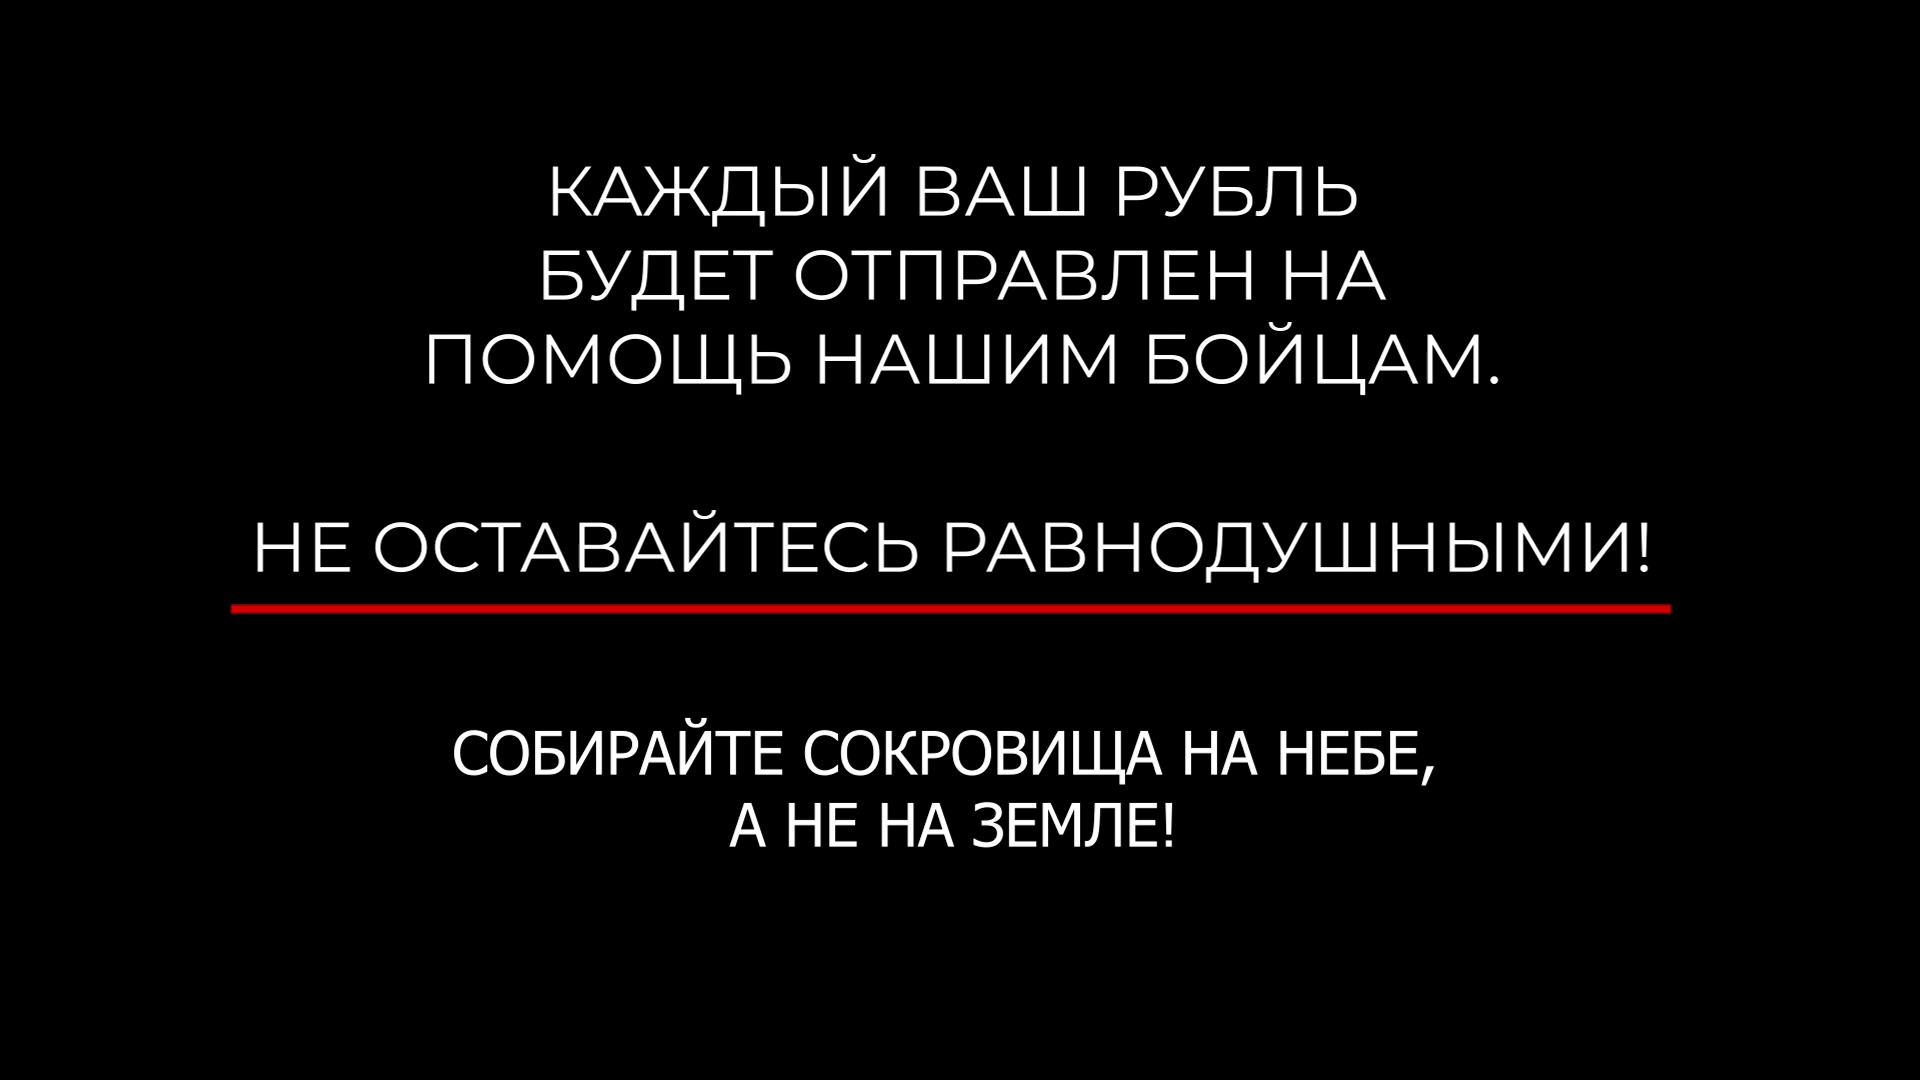 КАЖДЫЙ ВАШ РУБЛЬ
БУДЕТ ОТПРАВЛЕН НА
ПОМОЩЬ НАШИМ БОЙЦАМ.
НЕ ОСТАВАЙТЕСЬ РАВНОДУШНЫМИ!
СОБИРАЙТЕ СОКРОВИЩА НА НЕБЕ,
А НЕ НА ЗЕМЛЕ!